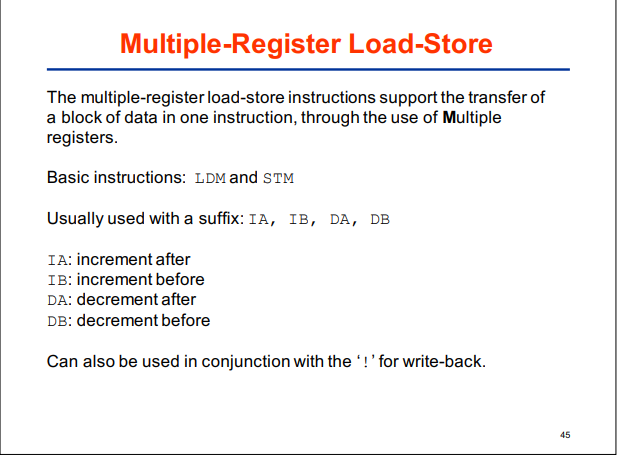 Multiple-Register Load-Store
The multiple-register load-store instructions support the transfer of
a block of data in one instruction, through the use of Multiple
registers.
Basic instructions: LDM and STM
Usually used with a suffix: IA, IB, DA, DB
IA: increment after
IB: increment before
DA: decrement after
DB: decrement before
Can also be used in conjunction with the ‘!’ for write-back.
45